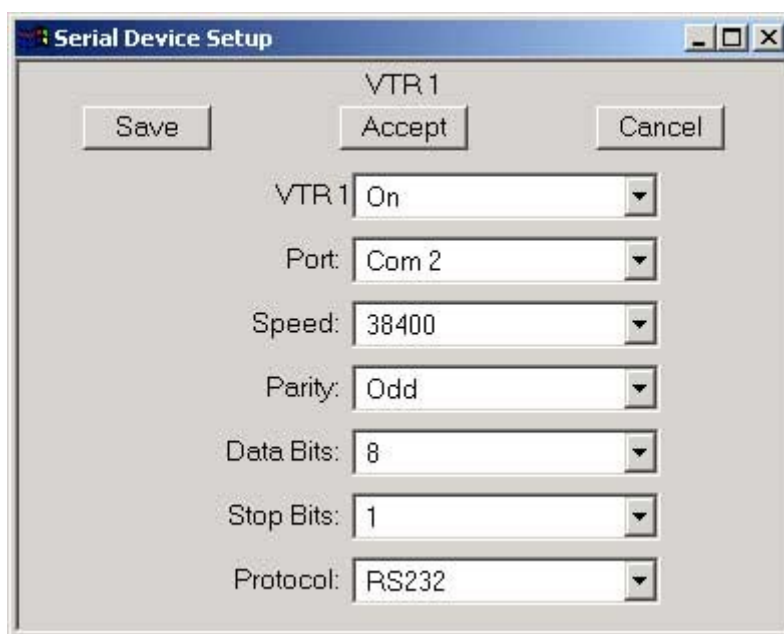 Serial Device Setup
VTR 1
Save Accept Cancel
VTR 1 On
Port: Com 2
Speed: 38400
Parity: Odd
Data Bits: 8
Stop Bits: 1
Protocol: RS232